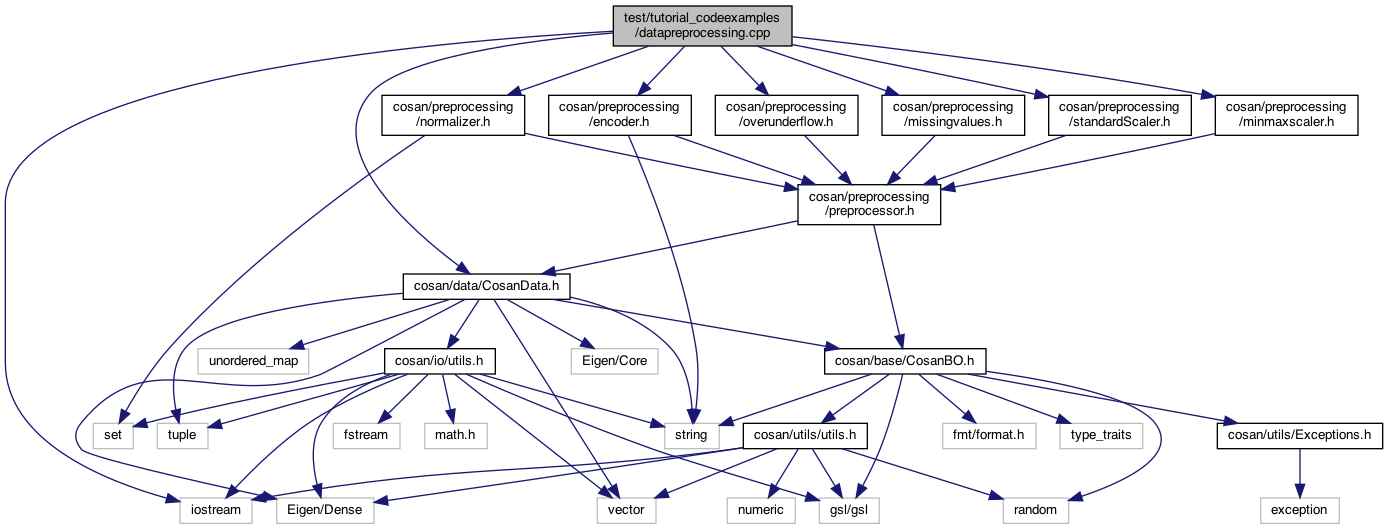 test/tutorial_codeexamples
/datapreprocessing.cpp
cosan/preprocessing
/normalizer.h
cosan/preprocessing
/encoder.h
cosan/preprocessing
/overunderflow.h
cosan/preprocessing
/missingvalues.h
cosan/preprocessing
/standardScaler.h
cosan/preprocessing
/minmaxscaler.h
cosan/preprocessing
/preprocessor.h
cosan/data/CosanData.h
unordered_map
cosan/io/utils.h
Eigen/Core
cosan/base/CosanBO.h
set
tuple
fstream
math.h
string
cosan/utils/utils.h
fmt/format.h
type_traits
cosan/utils/Exceptions.h
iostream
Eigen/Dense
vector
numeric
gsl/gsl
random
exception